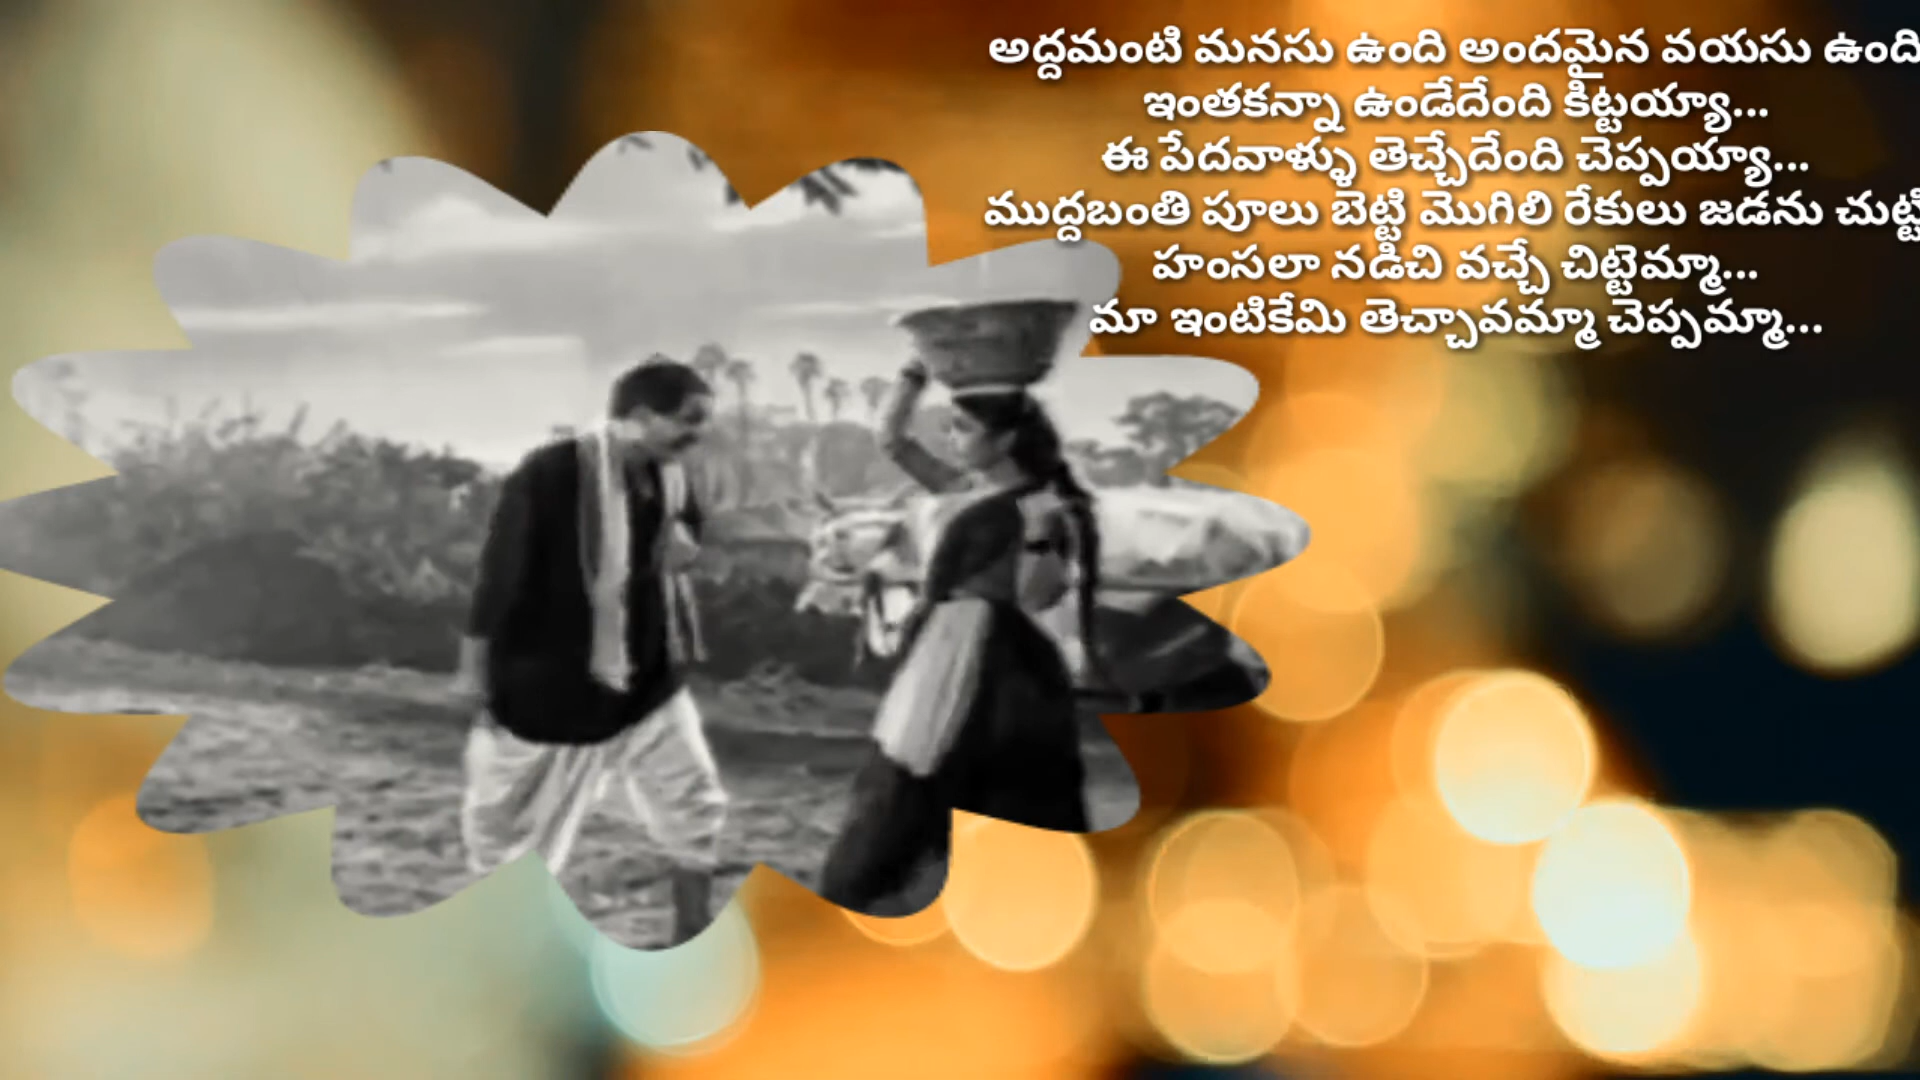 అద్దమంటి మనసు ఉంది అందమైన వయసు ఉంది
ఇంతకన్నా ఉండేదేంది కిట్టయ్యా...
ఈ పేదవాళ్ళు తెచ్చేదేంది చెప్పయ్యా...
ముద్దబంతి పూలు బెట్టి మొగిలి రేకులు జడను చుట్టి
హంసలా నడిచి వచ్చే చిట్టెమ్మా...
మా ఇంటికేమి తెచ్చావమ్మా చెప్పమ్మా...